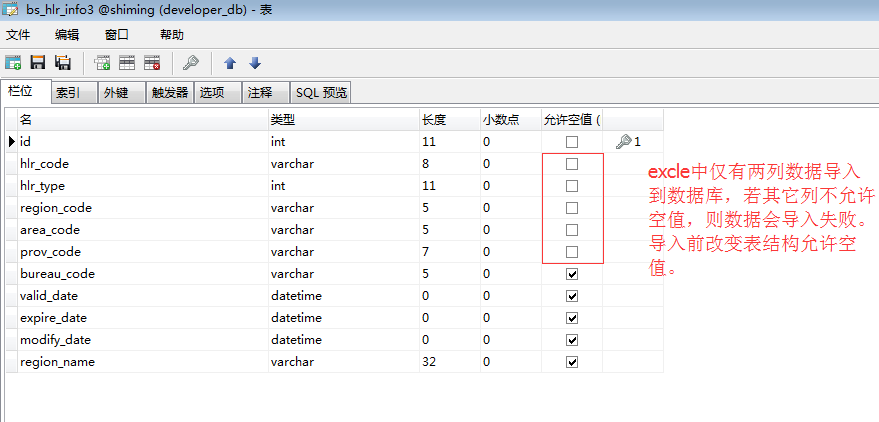 bs_hlr_info3 @shiming (developer_db) - 表
文件 编辑 窗口 帮助
栏位 索引 外键 触发器 选项 注释 SQL 预览
名 类型 长度 小数点 允许空值 (
id int 11 0 1
hlr_code varchar 8 0
hlr_type int 11 0
region_code varchar 5 0
area_code varchar 5 0
prov_code varchar 7 0
bureau_code varchar 5 0
valid_date datetime 0 0
expire_date datetime 0 0
modify_date datetime 0 0
region_name varchar 32 0
excle中仅有两列数据导入
到数据库，若其它列不允许
空值，则数据会导入失败。
导入前改变表结构允许空
值。